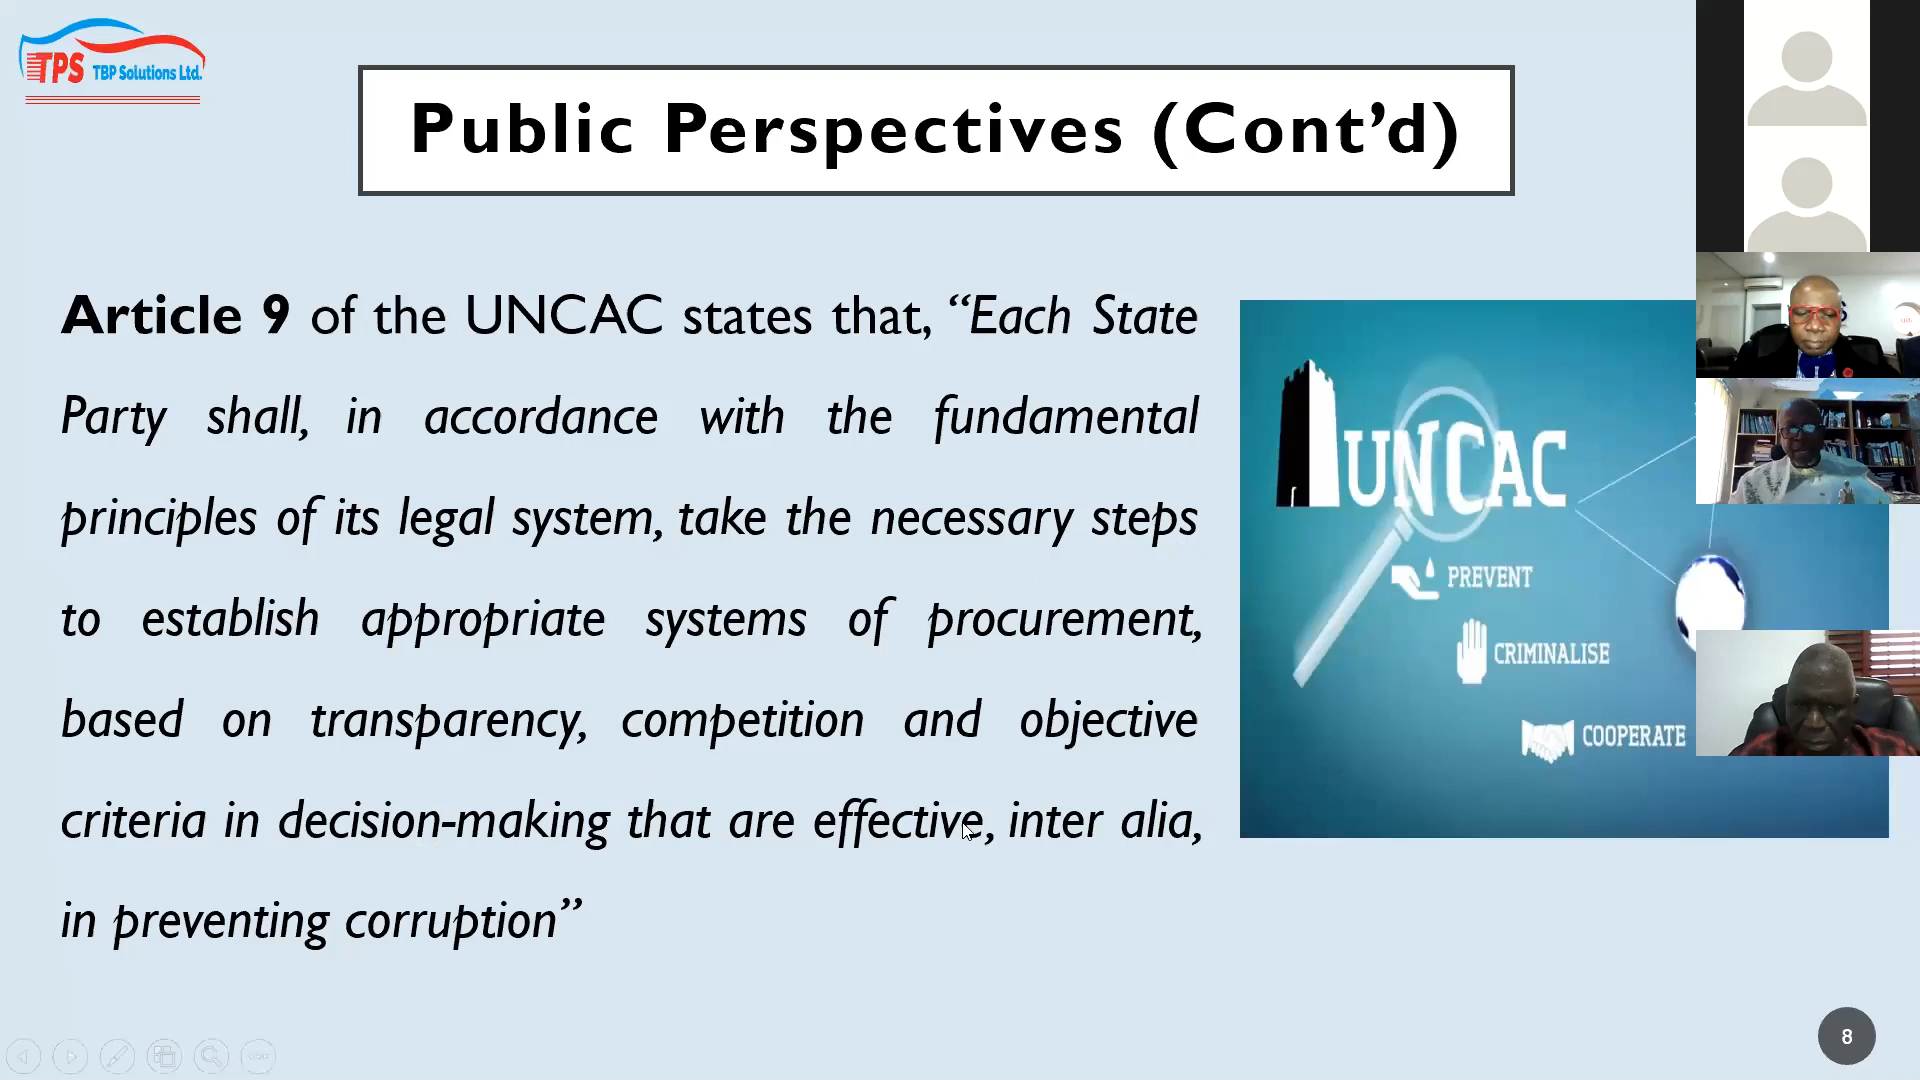 TPS TBP Solutions Ltd.
Public Perspectives (Cont’d)
Article 9 of the UNCAC states that, “Each State
Party shall, in accordance with the fundamental
principles of its legal system, take the necessary steps
to establish appropriate systems of procurement,
based on transparency, competition and objective
criteria in decision-making that are effective, inter alia,
in preventing corruption”
UNCAC
PREVENT
CRIMINALISE
COOPERATE
8